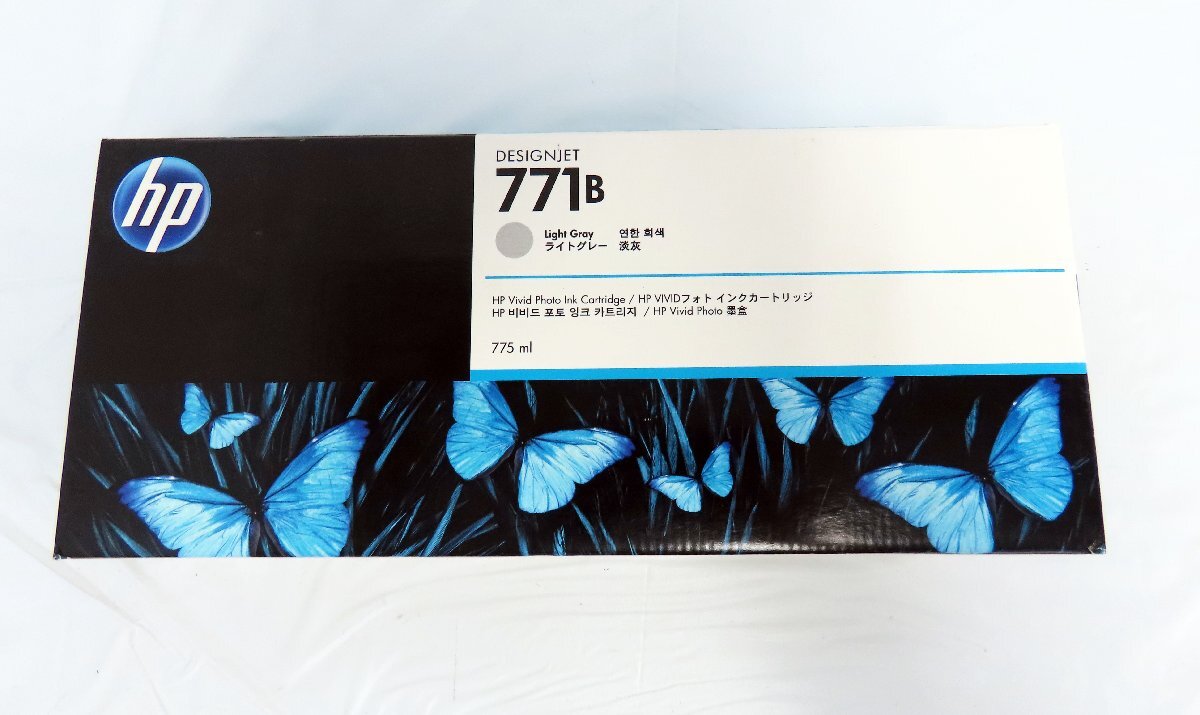 hp
DESIGNJET
771B
Light Gray 연한 회색
ライトグレー 淡灰
HP Vivid Photo Ink Cartridge / HP VIVIDフォト インクカートリッジ
HP 비비드 포토 잉크 카트리지 / HP Vivid Photo 墨盒
775 ml